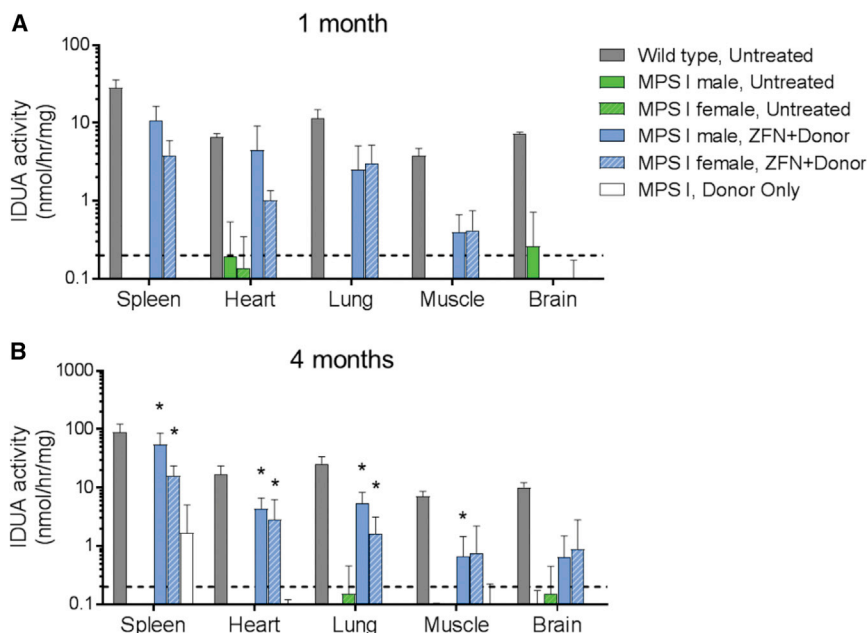 A
1 month
IDUA activity
(nmol/hr/mg)
100
10
1
0.1
Spleen Heart Lung Muscle Brain
Wild type, Untreated
MPS I male, Untreated
MPS I female, Untreated
MPS I male, ZFN+Donor
MPS I female, ZFN+Donor
MPS I, Donor Only
B
4 months
IDUA activity
(nmol/hr/mg)
1000
100
10
1
0.1
* * * * * * *
Spleen Heart Lung Muscle Brain